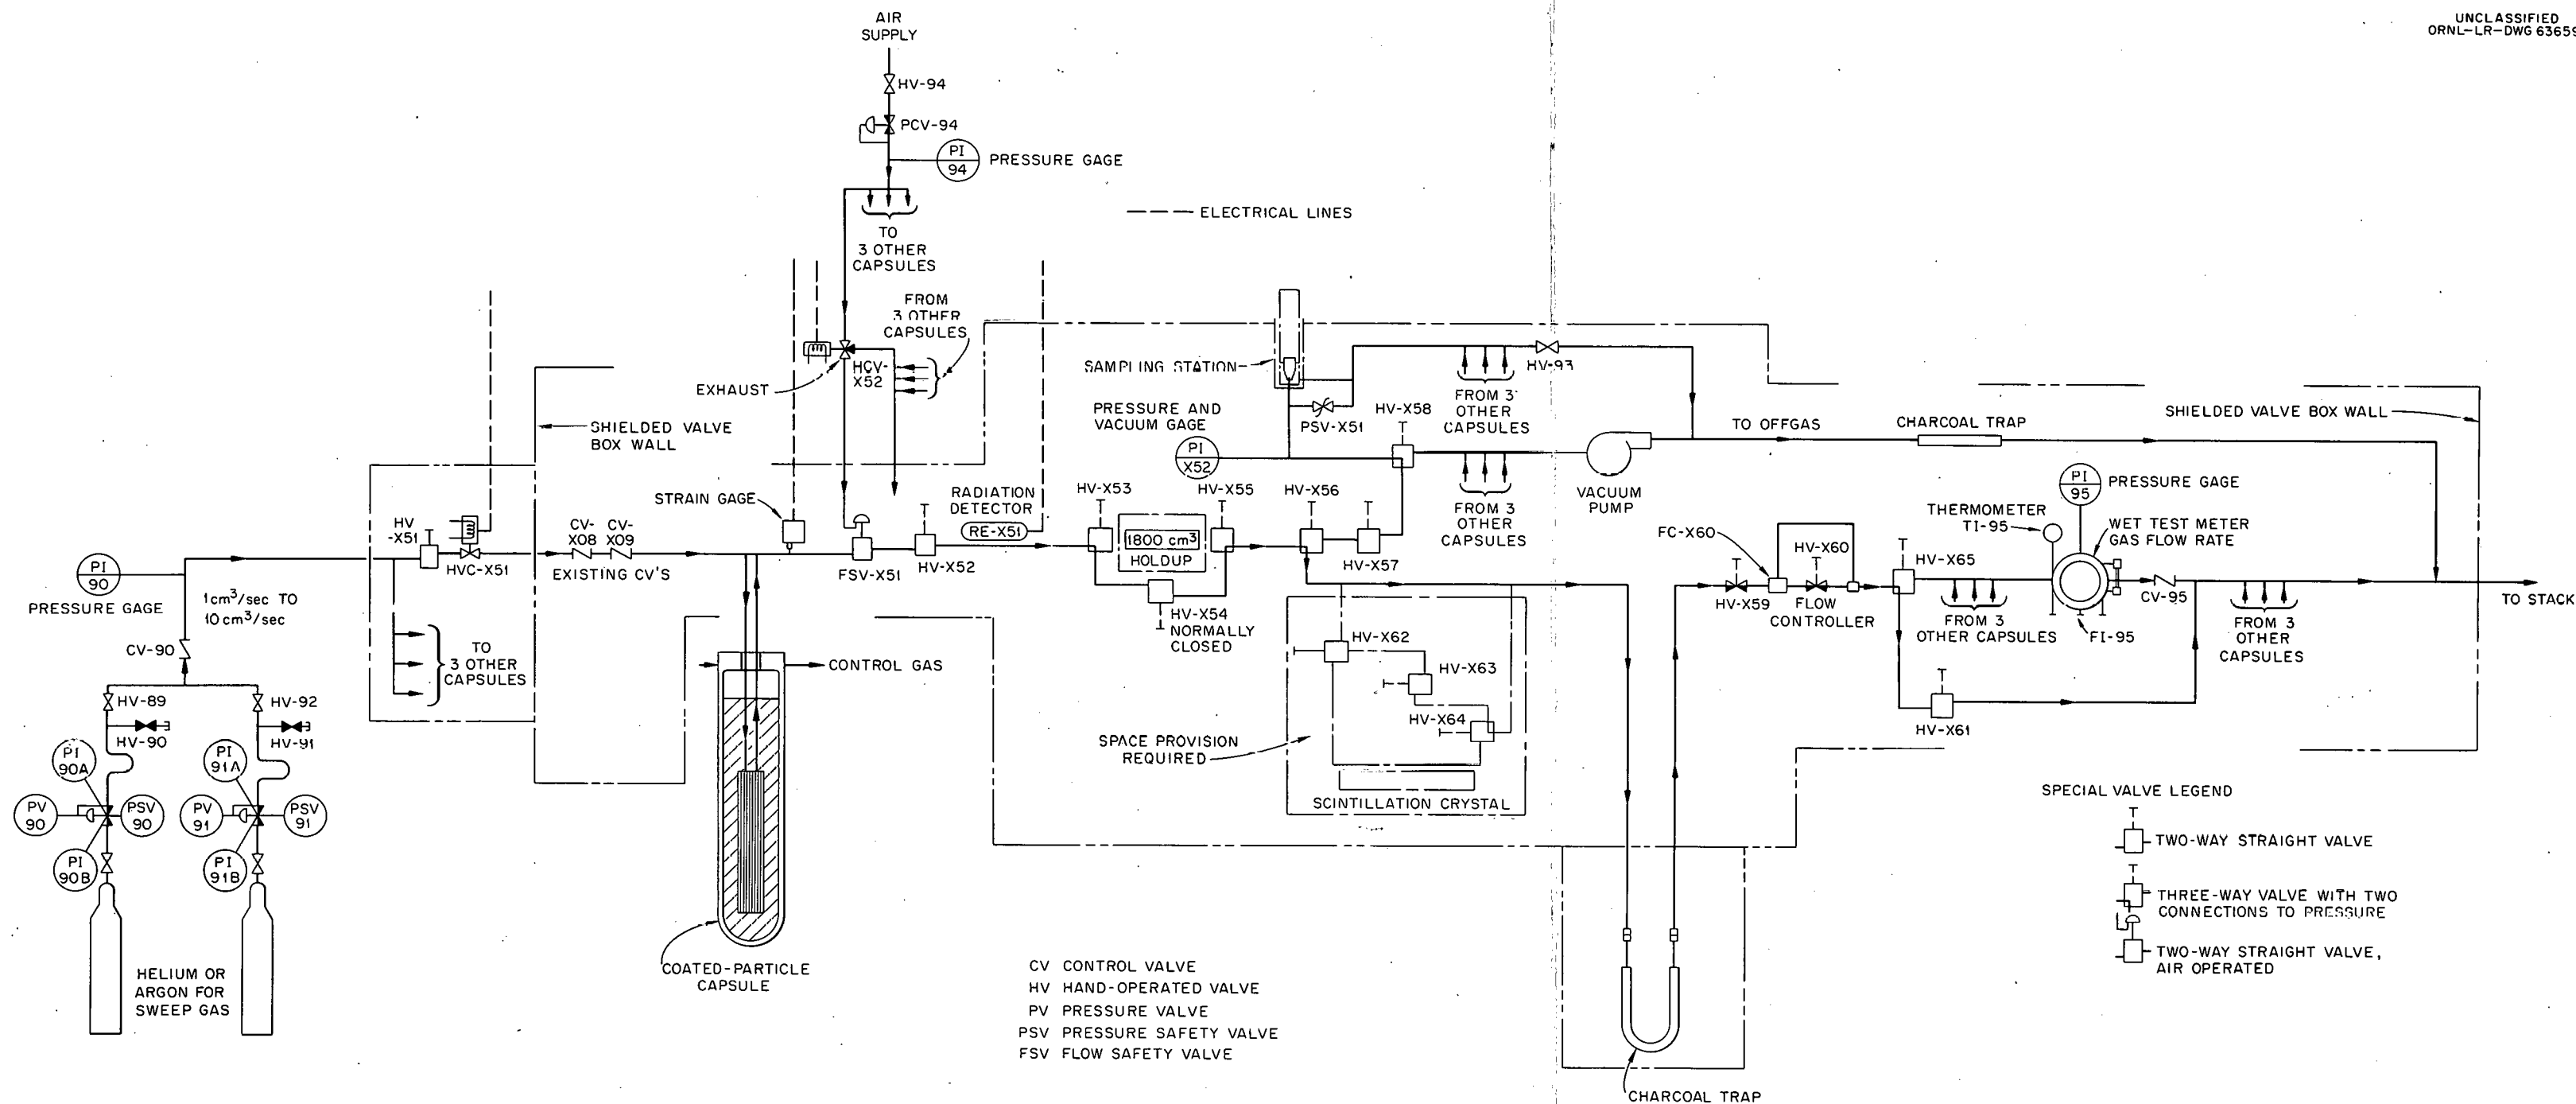 UNCLASSIFIED
ORNL-LR-DWG 63659
AIR
SUPPLY
HV-94
PCV-94
PI
94
PRESSURE GAGE
TO
3 OTHER
CAPSULES
ELECTRICAL LINES
FROM
3 OTHER
CAPSULES
HCV-
X52
EXHAUST
SHIELDED VALVE
BOX WALL
SAMPLING STATION
PRESSURE AND
VACUUM GAGE
PI
X52
PSV-X51
HV-X58
FROM 3
OTHER
CAPSULES
HV-93
FROM 3
OTHER
CAPSULES
VACUUM
PUMP
TO OFFGAS
CHARCOAL TRAP
SHIELDED VALVE BOX WALL
PI
90
PRESSURE GAGE
1 cm³/sec TO
10 cm³/sec
CV-90
HV
-X51
HVC-X51
CV-
X08
CV-
X09
EXISTING CV'S
TO
3 OTHER
CAPSULES
STRAIN GAGE
FSV-X51
HV-X52
RADIATION
DETECTOR
RE-X51
HV-X53
1800 cm³
HOLDUP
HV-X55
HV-X54
NORMALLY
CLOSED
HV-X56
HV-X57
HV-X62
HV-X63
HV-X64
SPACE PROVISION
REQUIRED
SCINTILLATION CRYSTAL
FC-X60
HV-X59
HV-X60
FLOW
CONTROLLER
HV-X65
THERMOMETER
TI-95
PI
95
PRESSURE GAGE
WET TEST METER
GAS FLOW RATE
CV-95
FI-95
FROM 3
OTHER CAPSULES
FROM 3
OTHER
CAPSULES
TO STACK
HV-X61
HV-89
HV-92
HV-90
HV-91
PI
90A
PI
91A
PV
90
PSV
90
PV
91
PSV
91
PI
90B
PI
91B
HELIUM OR
ARGON FOR
SWEEP GAS
CONTROL GAS
COATED-PARTICLE
CAPSULE
CV CONTROL VALVE
HV HAND-OPERATED VALVE
PV PRESSURE VALVE
PSV PRESSURE SAFETY VALVE
FSV FLOW SAFETY VALVE
CHARCOAL TRAP
SPECIAL VALVE LEGEND
TWO-WAY STRAIGHT VALVE
THREE-WAY VALVE WITH TWO
CONNECTIONS TO PRESSURE
TWO-WAY STRAIGHT VALVE,
AIR OPERATED